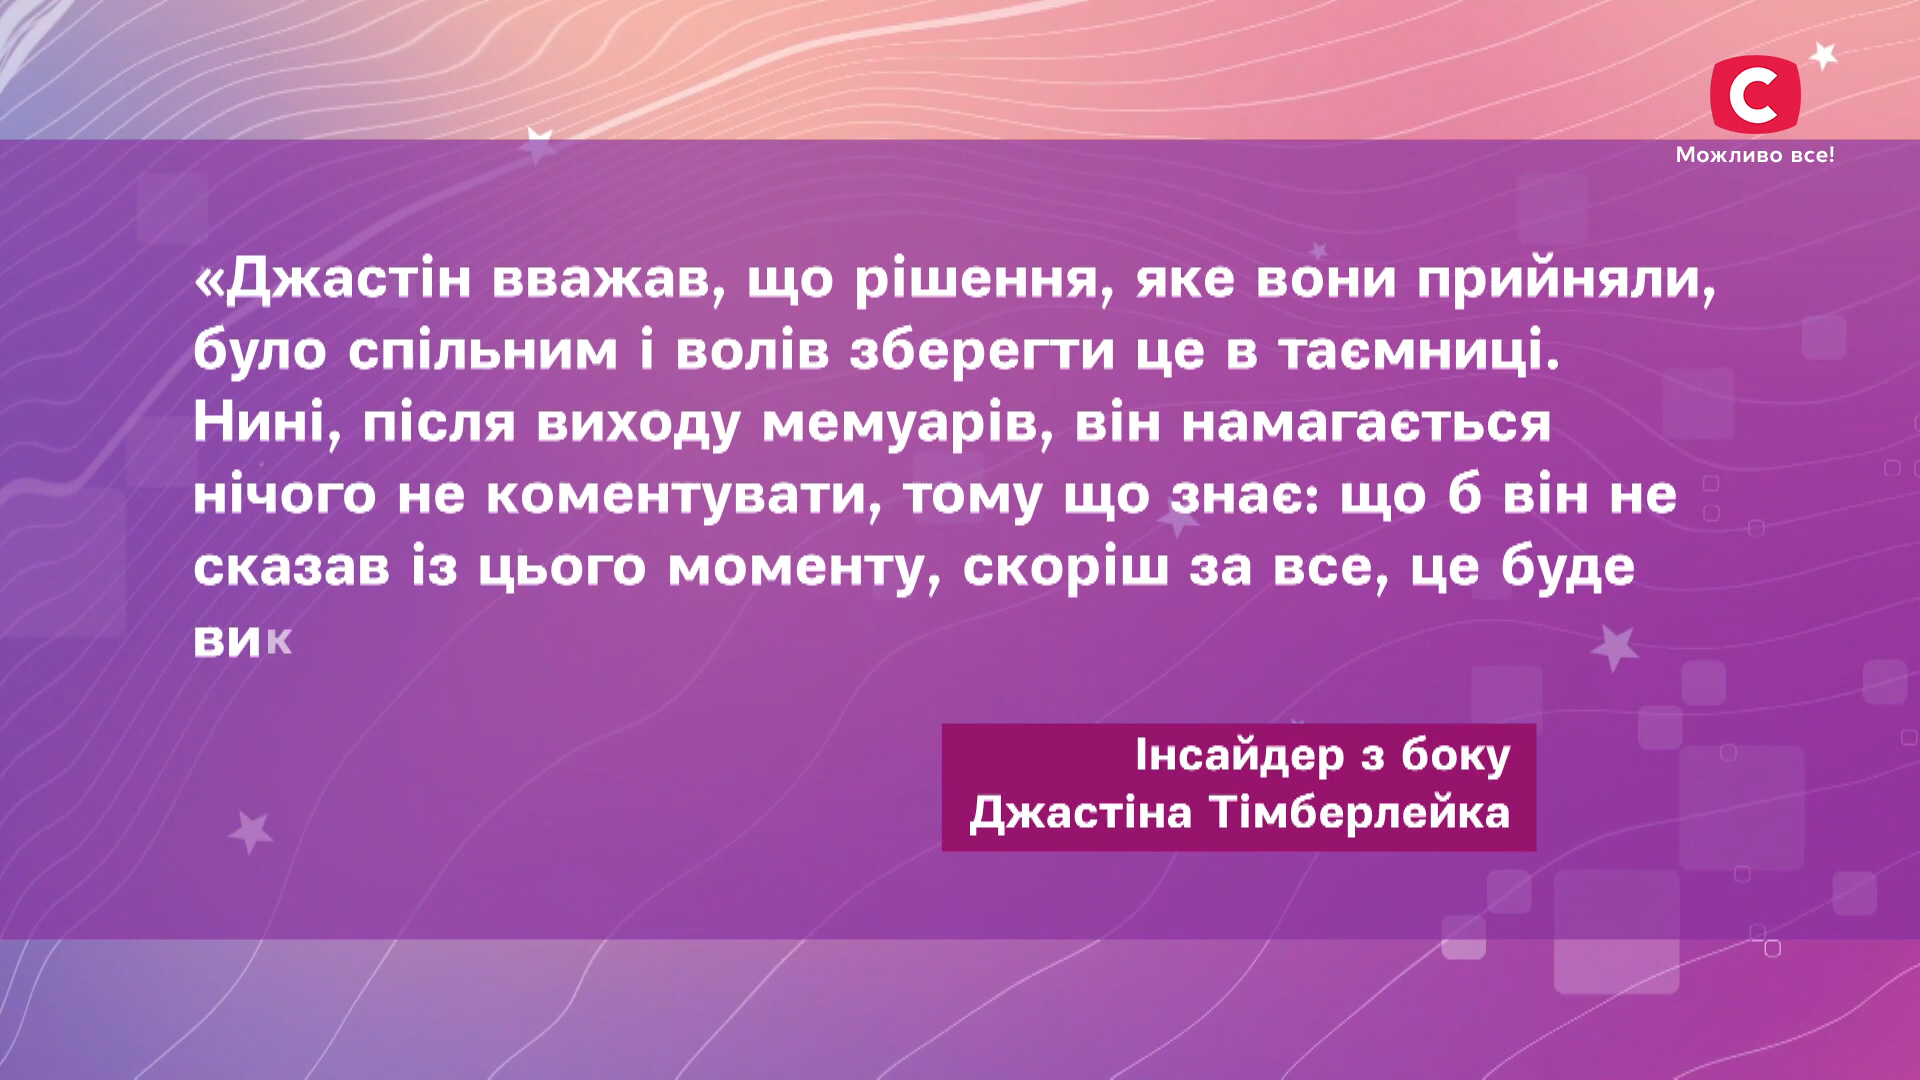 Можливо все!
«Джастін вважав, що рішення, яке вони прийняли,
було спільним і волів зберегти це в таємниці.
Нині, після виходу мемуарів, він намагається
нічого не коментувати, тому що знає: що б він не
сказав із цього моменту, скоріш за все, це буде
вик
Інсайдер з боку
Джастіна Тімберлейка